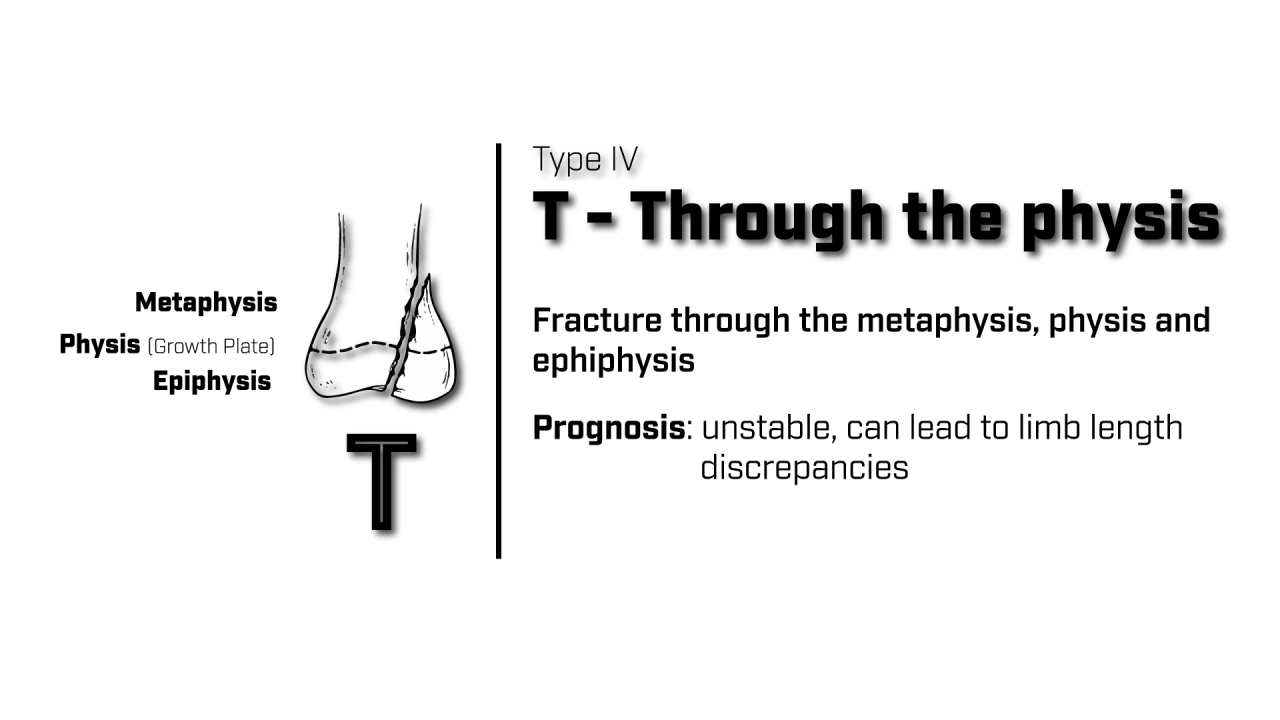 Metaphysis
Physis (Growth Plate)
Epiphysis
T
Type IV
T - Through the physis
Fracture through the metaphysis, physis and
ephiphysis
Prognosis: unstable, can lead to limb length
discrepancies